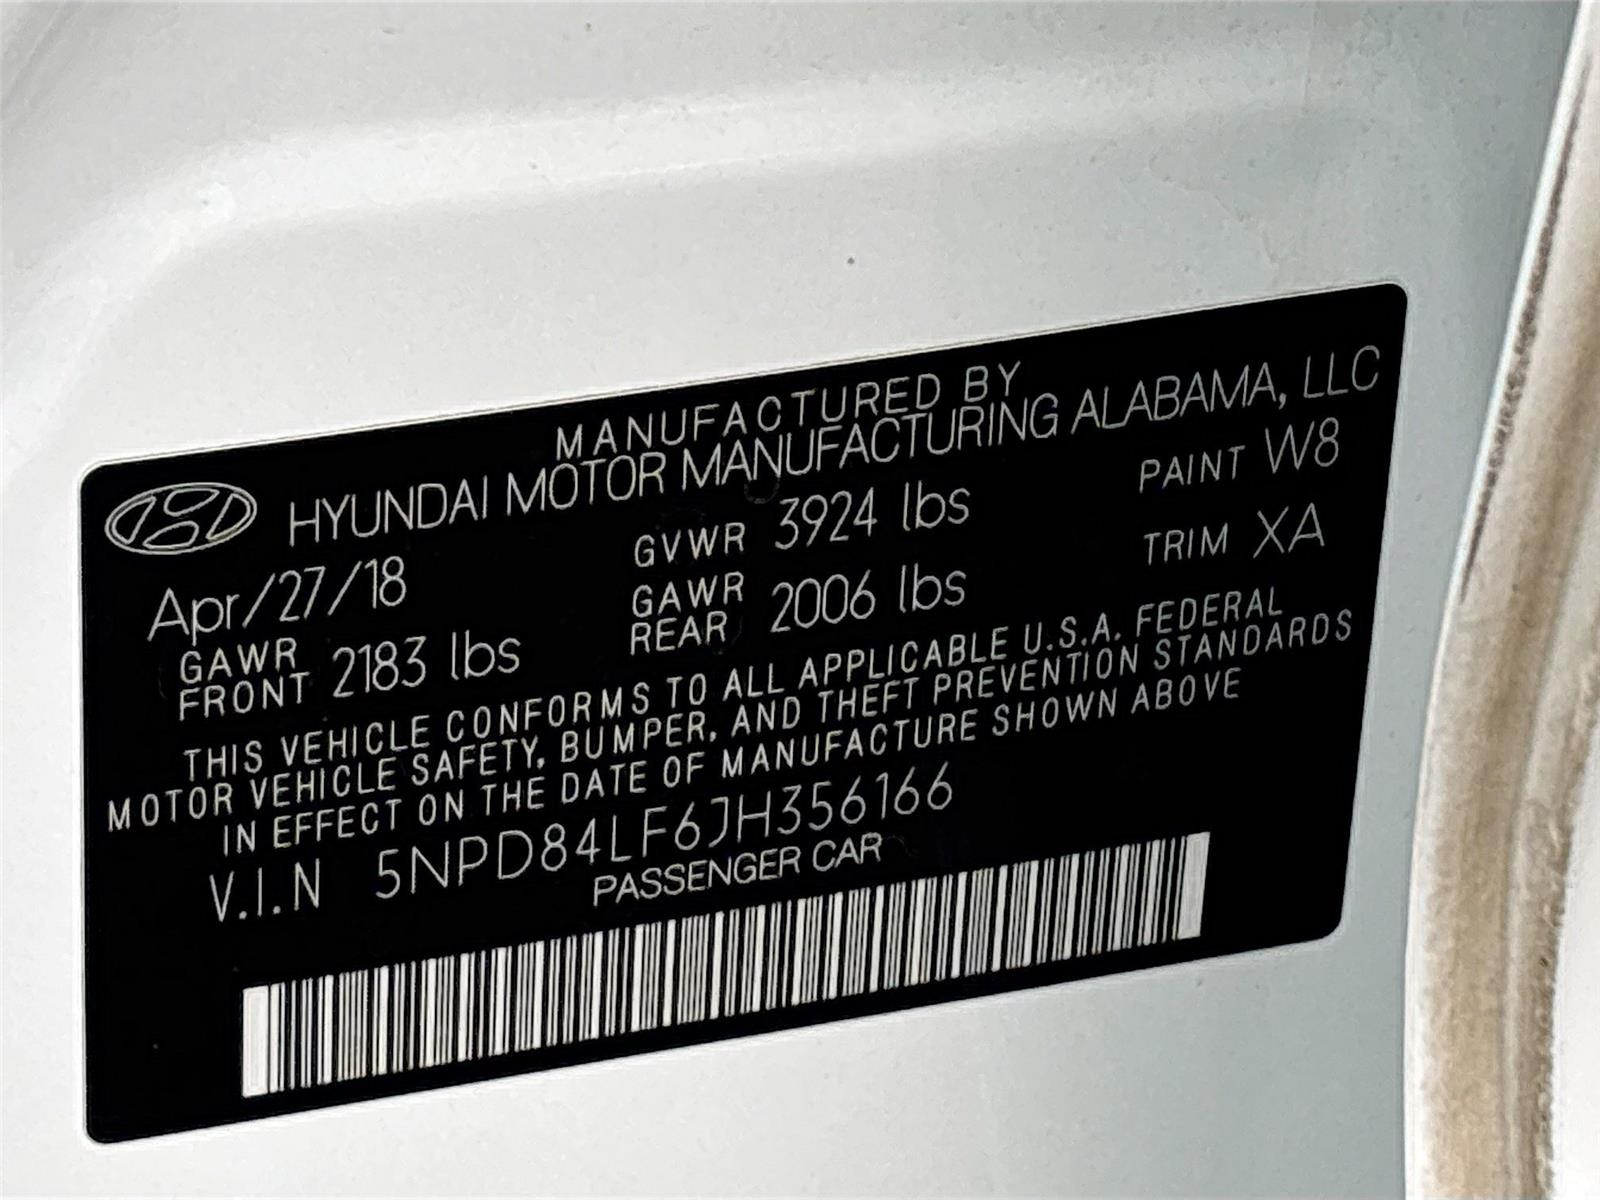 MANUFACTURED BY
HYUNDAI MOTOR MANUFACTURING ALABAMA, LLC
Apr/27/18 GVWR 3924 lbs PAINT W8
GAWR FRONT 2183 lbs GAWR REAR 2006 lbs TRIM XA
THIS VEHICLE CONFORMS TO ALL APPLICABLE U.S.A. FEDERAL
MOTOR VEHICLE SAFETY, BUMPER, AND THEFT PREVENTION STANDARDS
IN EFFECT ON THE DATE OF MANUFACTURE SHOWN ABOVE
V.I.N 5NPD84LF6JH356166
PASSENGER CAR